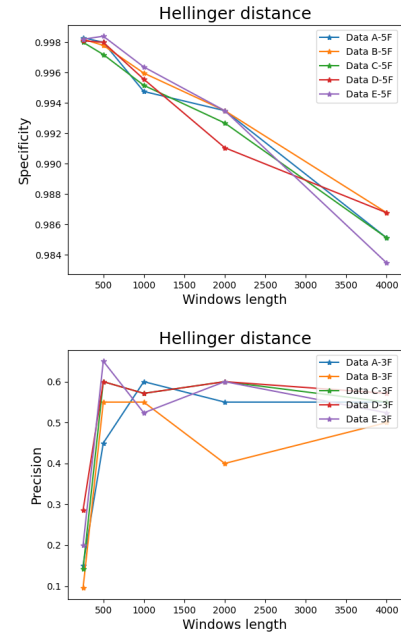 Hellinger distance
0.998
0.996
0.994
0.992
0.990
0.988
0.986
0.984
Specificity
Data A-5F
Data B-5F
Data C-5F
Data D-5F
Data E-5F
500 1000 1500 2000 2500 3000 3500 4000
Windows length
Hellinger distance
0.6
0.5
0.4
0.3
0.2
0.1
Precision
Data A-3F
Data B-3F
Data C-3F
Data D-3F
Data E-3F
500 1000 1500 2000 2500 3000 3500 4000
Windows length